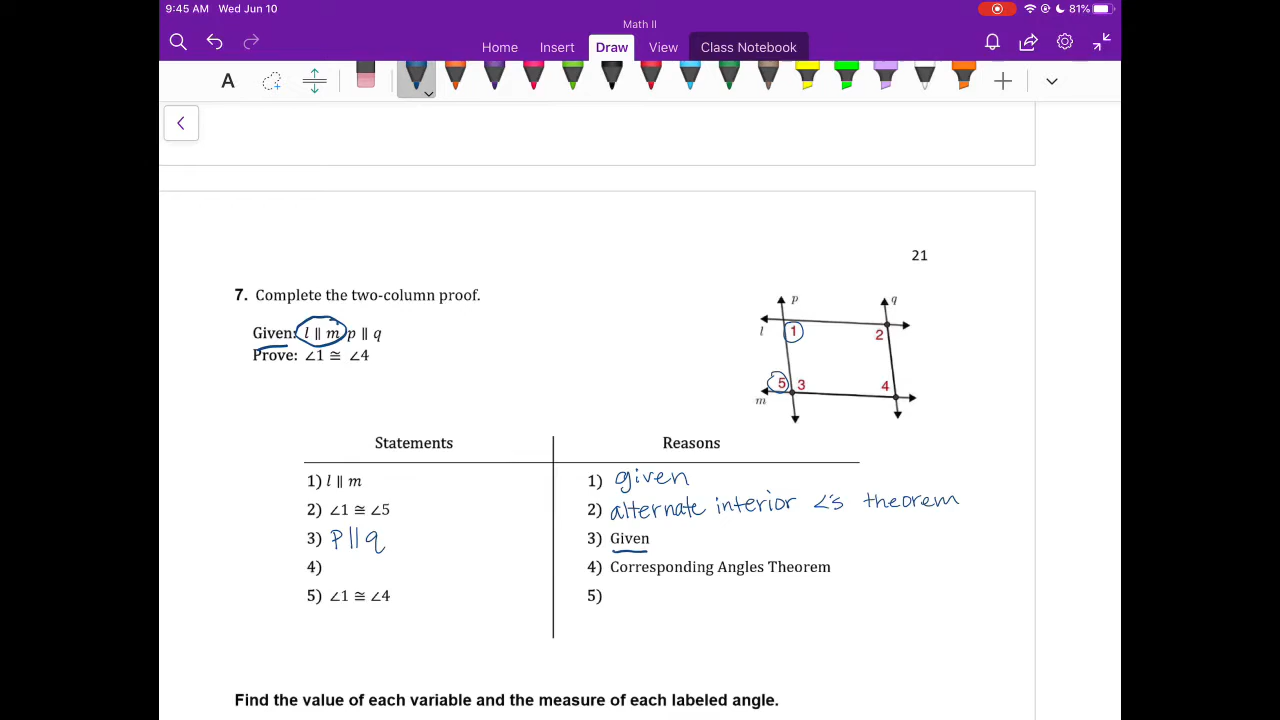 9:45 AM Wed Jun 10 81%
Math II
Home Insert Draw View Class Notebook
A
21
7. Complete the two-column proof.
Given: l ∥ m p ∥ q
Prove: ∠1 ≅ ∠4
p q
l 1 2
5 3 4
m
Statements Reasons
1) l ∥ m 1) given
2) ∠1 ≅ ∠5 2) alternate interior ∠'s theorem
3) p || q 3) Given
4) 4) Corresponding Angles Theorem
5) ∠1 ≅ ∠4 5)
Find the value of each variable and the measure of each labeled angle.